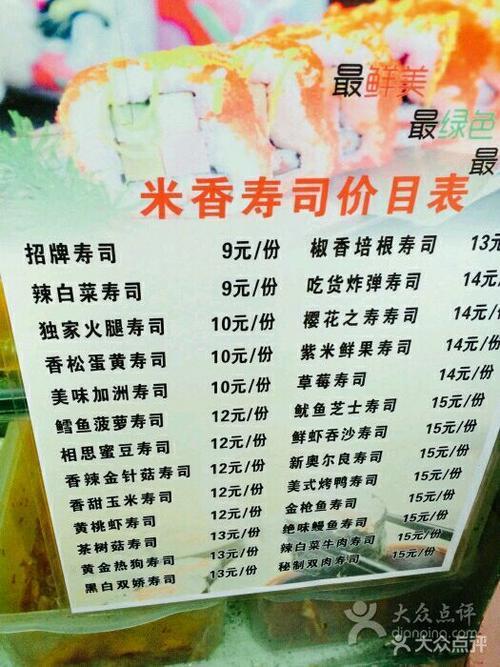 最鲜美
最绿色
最
米香寿司价目表
招牌寿司 9元/份
辣白菜寿司 9元/份
独家火腿寿司 10元/份
香松蛋黄寿司 10元/份
美味加洲寿司 10元/份
鳕鱼菠萝寿司 12元/份
相思蜜豆寿司 12元/份
香辣金针菇寿司 12元/份
香甜玉米寿司 12元/份
黄桃虾寿司 12元/份
茶树菇寿司 13元/份
黄金热狗寿司 13元/份
黑白双娇寿司 13元/份
椒香培根寿司 13元
吃货炸弹寿司 14元/
樱花之寿寿司 14元/
紫米鲜果寿司 14元/份
草莓寿司 14元/份
鱿鱼芝士寿司 15元/份
鲜虾吞沙寿司 15元/份
新奥尔良寿司 15元/份
美式烤鸭寿司 15元/份
金枪鱼寿司 15元/份
绝味鳗鱼寿司 15元/份
辣白菜牛肉寿司 15元/份
秘制双肉寿司 15元/份
大众点评
dianping.com
大众点评